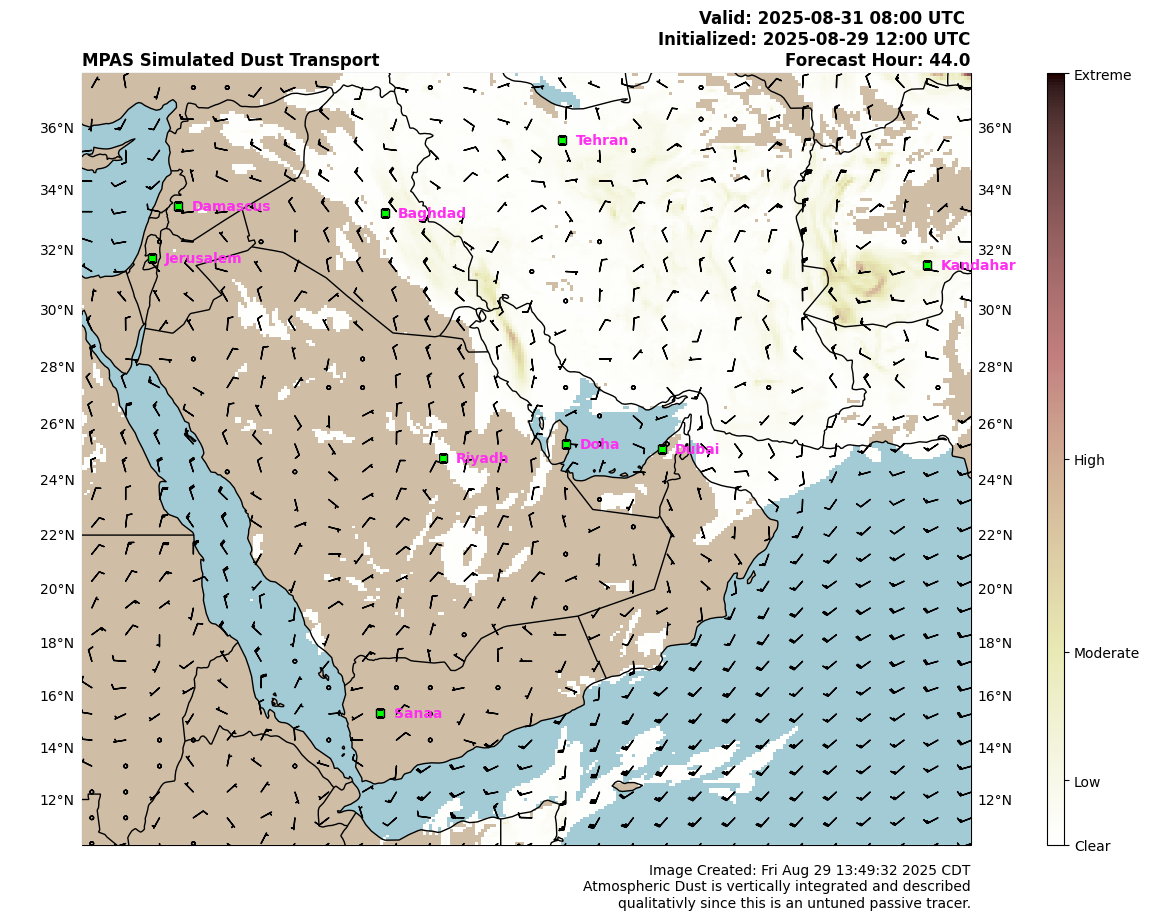 Valid: 2025-08-31 08:00 UTC
Initialized: 2025-08-29 12:00 UTC
MPAS Simulated Dust Transport
Forecast Hour: 44.0
Extreme
High
Moderate
Low
Clear
36°N
34°N
32°N
30°N
28°N
26°N
24°N
22°N
20°N
18°N
16°N
14°N
12°N
36°N
34°N
32°N
30°N
28°N
26°N
24°N
22°N
20°N
18°N
16°N
14°N
12°N
Tehran
Damascus
Baghdad
Jerusalem
Kandahar
Doha
Dubai
Riyadh
Sanaa
Image Created: Fri Aug 29 13:49:32 2025 CDT
Atmospheric Dust is vertically integrated and described
qualitativly since this is an untuned passive tracer.